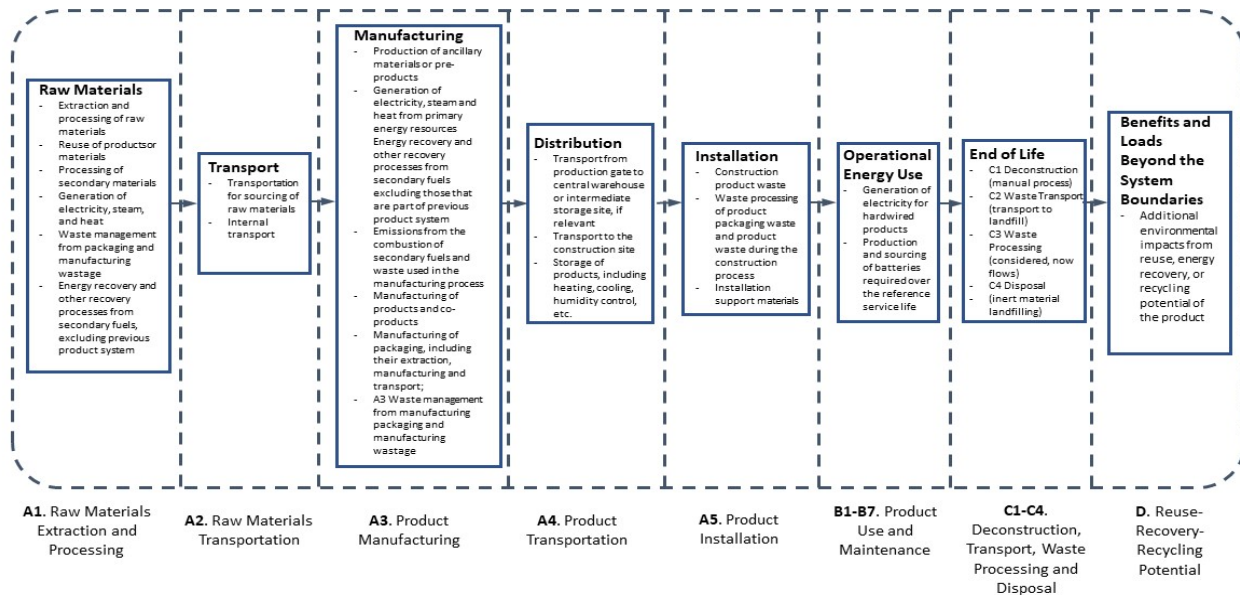 Raw Materials
- Extraction and
processing of raw
materials
- Reuse of productsor
materials
- Processing of
secondary materials
- Generation of
electricity, steam,
and heat
- Waste management
from packaging and
manufacturing
wastage
- Energy recovery and
other recovery
processes from
secondary fuels,
excluding previous
product system
Transport
- Transportation
for sourcing of
raw materials
- Internal
transport
Manufacturing
- Production of ancillary
materials or pre-
products
- Generation of
electricity, steam and
heat from primary
energy resources
Energy recovery and
other recovery
processes from
secondary fuels
excluding those that
are part of previous
product system
- Emissions from the
combustion of
secondary fuels and
waste used in the
manufacturing process
- Manufacturing of
products and co-
products
- Manufacturing of
packaging, including
their extraction,
manufacturing and
transport;
- A3 Waste management
from manufacturing
packaging and
manufacturing
wastage
Distribution
- Transport from
production gate to
central warehouse
or intermediate
storage site, if
relevant
- Transport to the
construction site
- Storage of
products, including
heating, cooling,
humidity control,
etc.
Installation
- Construction
product waste
- Waste processing
of product
packaging waste
and product
waste during the
construction
process
- Installation
support materials
Operational
Energy Use
- Generation of
electricity for
hardwired
products
- Production
and sourcing
of batteries
required over
the reference
service life
End of Life
- C1 Deconstruction
(manual process)
- C2 Waste Transport
(transport to
landfill)
- C3 Waste
Processing
(considered, now
flows)
- C4 Disposal
- (inert material
landfilling)
Benefits and
Loads
Beyond the
System
Boundaries
- Additional
environmental
impacts from
reuse, energy
recovery, or
recycling
potential of
the product
A1. Raw Materials
Extraction and
Processing
A2. Raw Materials
Transportation
A3. Product
Manufacturing
A4. Product
Transportation
A5. Product
Installation
B1-B7. Product
Use and
Maintenance
C1-C4.
Deconstruction,
Transport, Waste
Processing and
Disposal
D. Reuse-
Recovery-
Recycling
Potential